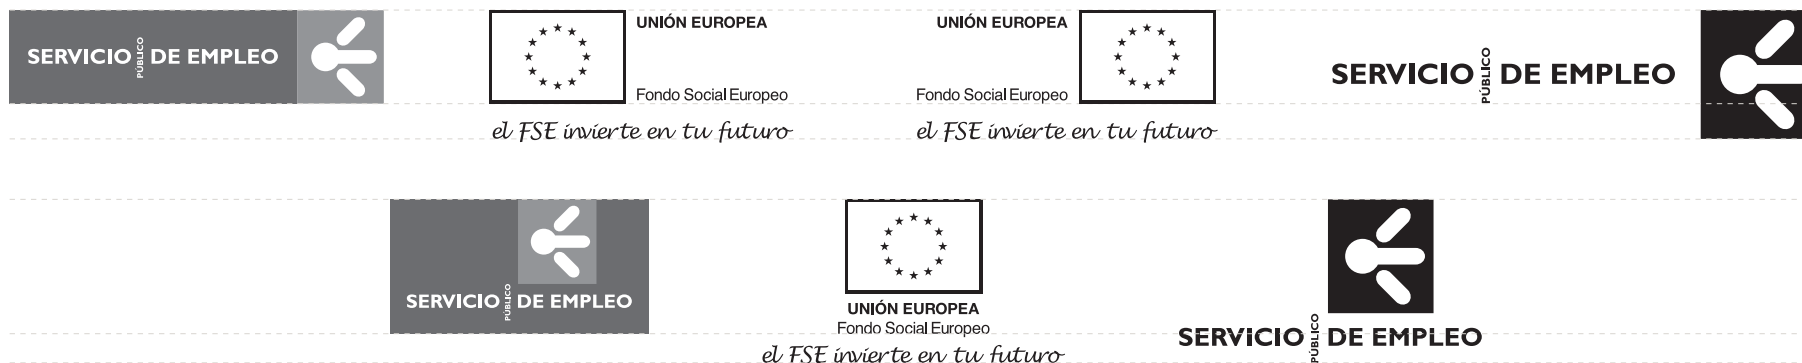 SERVICIO PÚBLICO DE EMPLEO
UNIÓN EUROPEA
Fondo Social Europeo
el FSE invierte en tu futuro
UNIÓN EUROPEA
Fondo Social Europeo
el FSE invierte en tu futuro
SERVICIO PÚBLICO DE EMPLEO
SERVICIO PÚBLICO DE EMPLEO
UNIÓN EUROPEA
Fondo Social Europeo
el FSE invierte en tu futuro
SERVICIO PÚBLICO DE EMPLEO